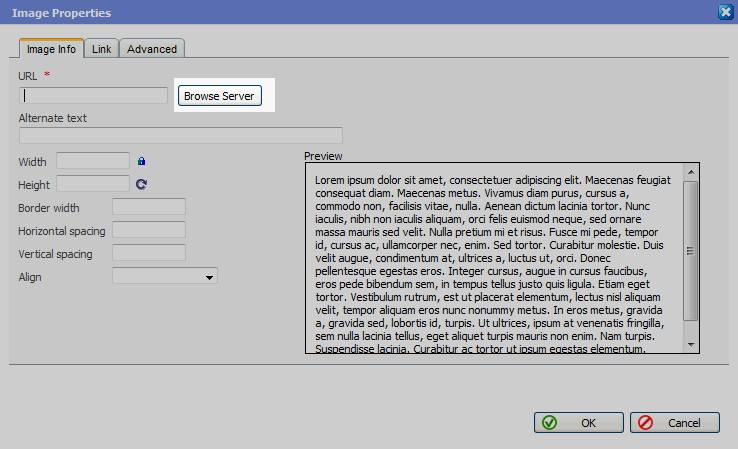 Image Properties
Image Info Link Advanced
URL *
Browse Server
Alternate text
Width
Height
Border width
Horizontal spacing
Vertical spacing
Align
Preview
Lorem ipsum dolor sit amet, consectetuer adipiscing elit. Maecenas feugiat
consequat diam. Maecenas metus. Vivamus diam purus, cursus a,
commodo non, facilisis vitae, nulla. Aenean dictum lacinia tortor. Nunc
iaculis, nibh non iaculis aliquam, orci felis euismod neque, sed ornare
massa mauris sed velit. Nulla pretium mi et risus. Fusce mi pede, tempor
id, cursus ac, ullamcorper nec, enim. Sed tortor. Curabitur molestie. Duis
velit augue, condimentum at, ultrices a, luctus ut, orci. Donec
pellentesque egestas eros. Integer cursus, augue in cursus faucibus,
eros pede bibendum sem, in tempus tellus justo quis ligula. Etiam eget
tortor. Vestibulum rutrum, est ut placerat elementum, lectus nisl aliquam
velit, tempor aliquam eros nunc nonummy metus. In eros metus, gravida
a, gravida sed, lobortis id, turpis. Ut ultrices, ipsum at venenatis fringilla,
sem nulla lacinia tellus, eget aliquet turpis mauris non enim. Nam turpis.
Suspendisse lacinia. Curabitur ac tortor ut ipsum egestas elementum.
OK Cancel